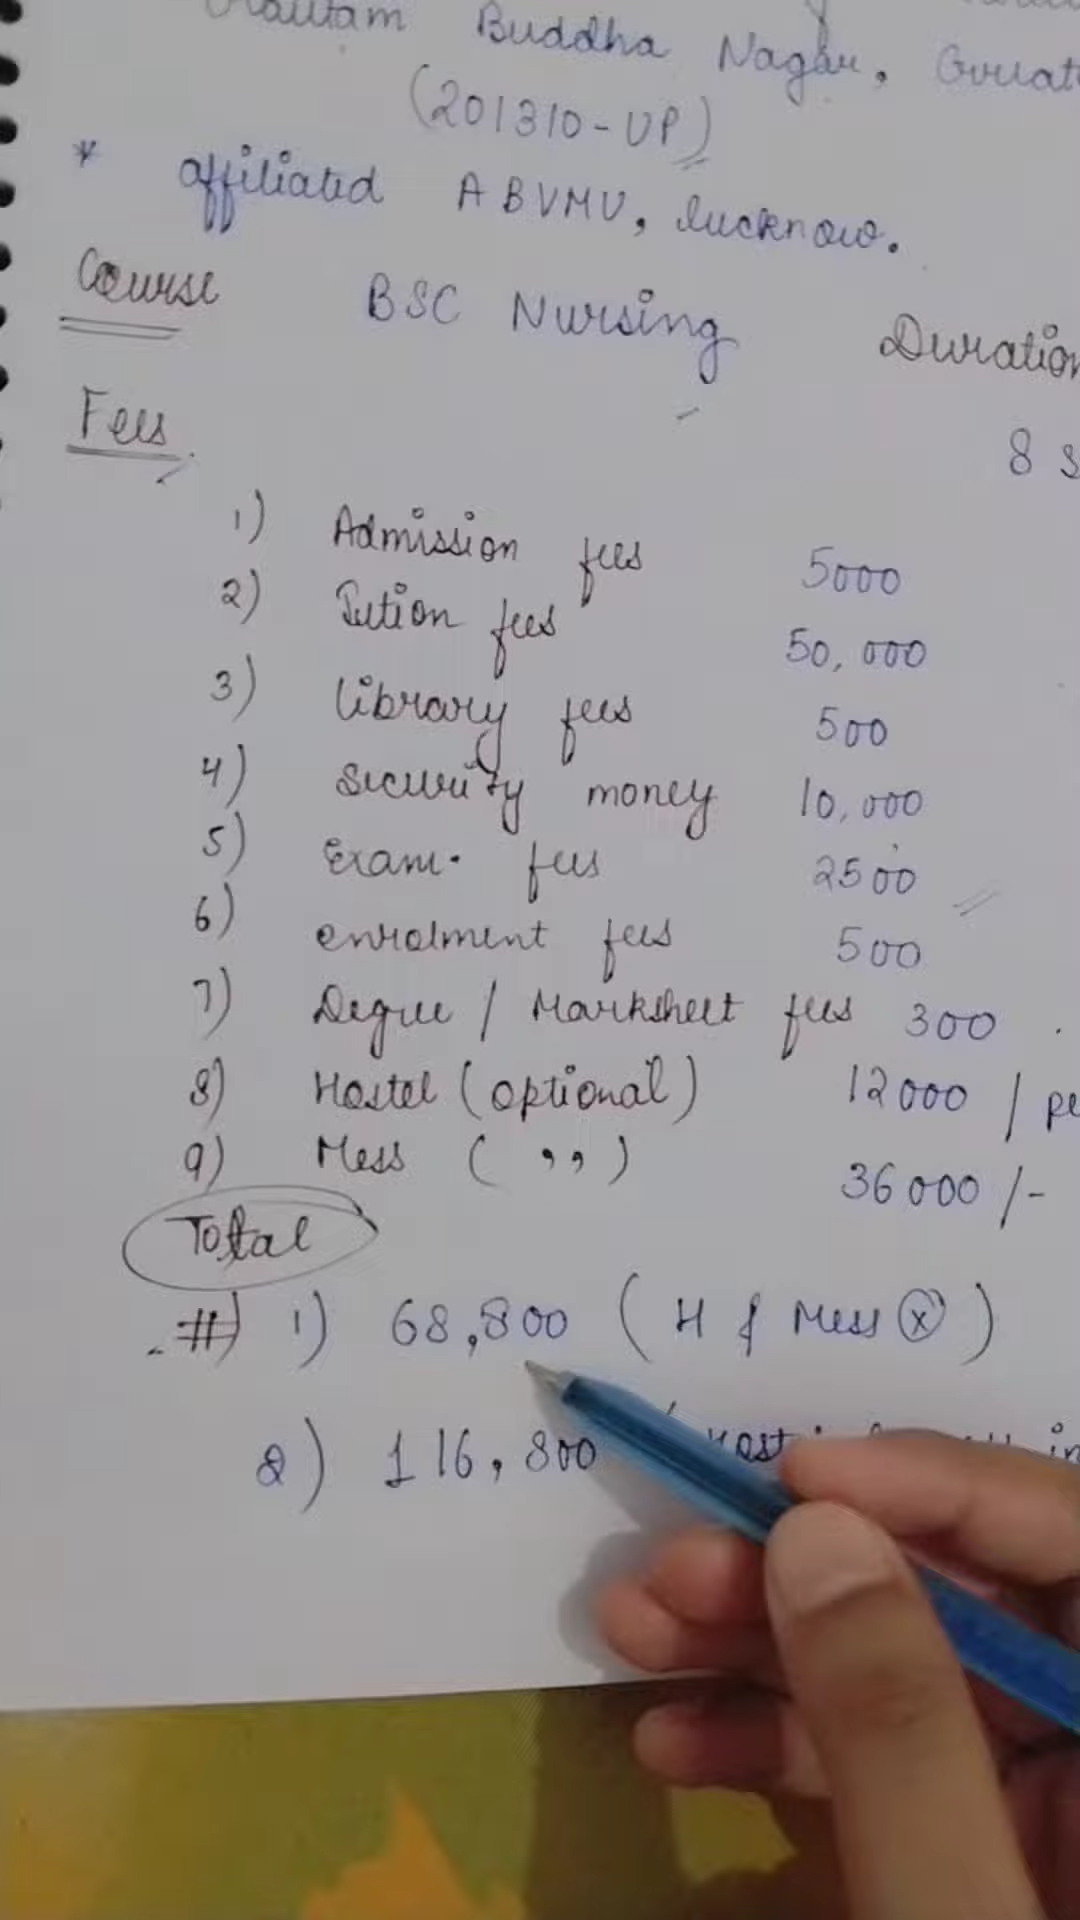 Gautam Buddha Nagar, Great
(201310-UP)
* affiliated ABVMU, lucknow.
Course BSC Nursing Duration
Fees 8 S
1) Admission fees 5000
2) Tution fees 50,000
3) library fees 500
4) Security money 10,000
5) Exam. fees 2500
6) enrolment fees 500
7) Degree / Marksheet fees 300
8) Hostel (optional) 12000 / pe
9) Mess ( ,, ) 36000 /-
Total
#) 1) 68,800 ( H & Mess (x) )
2) 116,800